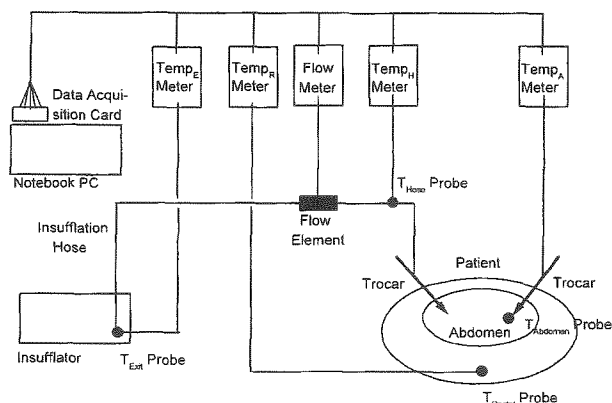 Temp_E Meter
Temp_R Meter
Flow Meter
Temp_H Meter
Temp_A Meter
Data Acqui-
sition Card
Notebook PC
T_Hose Probe
Insufflation
Hose
Flow
Element
Patient
Trocar
Trocar
Abdomen
T_Abdomen Probe
Insufflator
T_Exit Probe
Probe